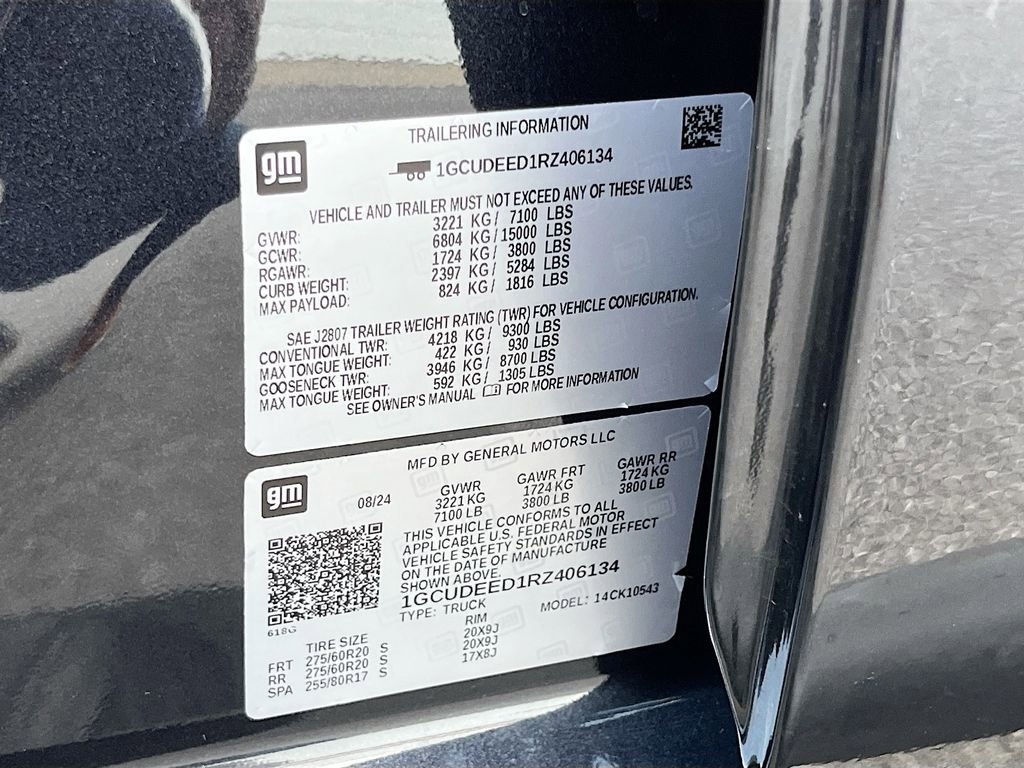 gm
TRAILERING INFORMATION
1GCUDEED1RZ406134
VEHICLE AND TRAILER MUST NOT EXCEED ANY OF THESE VALUES.
GVWR: 3221 KG / 7100 LBS
GCWR: 6804 KG / 15000 LBS
RGAWR: 1724 KG / 3800 LBS
CURB WEIGHT: 2397 KG / 5284 LBS
MAX PAYLOAD: 824 KG / 1816 LBS
SAE J2807 TRAILER WEIGHT RATING (TWR) FOR VEHICLE CONFIGURATION.
CONVENTIONAL TWR: 4218 KG / 9300 LBS
MAX TONGUE WEIGHT: 422 KG / 930 LBS
GOOSENECK TWR: 3946 KG / 8700 LBS
MAX TONGUE WEIGHT: 592 KG / 1305 LBS
SEE OWNER'S MANUAL FOR MORE INFORMATION
gm
MFD BY GENERAL MOTORS LLC
08/24 GVWR GAWR FRT GAWR RR
3221 KG 1724 KG 1724 KG
7100 LB 3800 LB 3800 LB
THIS VEHICLE CONFORMS TO ALL
APPLICABLE U.S. FEDERAL MOTOR
VEHICLE SAFETY STANDARDS IN EFFECT
ON THE DATE OF MANUFACTURE
SHOWN ABOVE.
1GCUDEED1RZ406134
TYPE: TRUCK MODEL: 14CK10543
618G
TIRE SIZE RIM
FRT 275/60R20 S 20X9J
RR 275/60R20 S 20X9J
SPA 255/80R17 S 17X8J